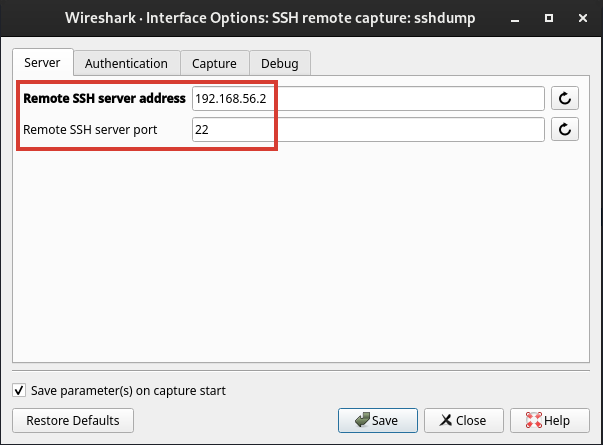 Wireshark · Interface Options: SSH remote capture: sshdump
Server Authentication Capture Debug
Remote SSH server address 192.168.56.2
Remote SSH server port 22
Save parameter(s) on capture start
Restore Defaults Save Close Help